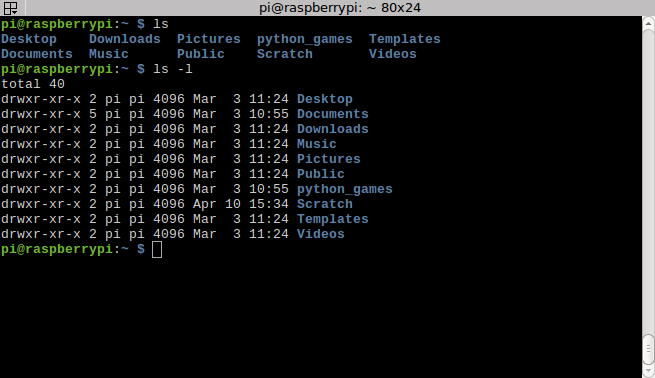 pi@raspberrypi: ~ 80x24
pi@raspberrypi:~ $ ls
Desktop    Downloads  Pictures  python_games  Templates
Documents  Music      Public    Scratch       Videos
pi@raspberrypi:~ $ ls -l
total 40
drwxr-xr-x 2 pi pi 4096 Mar  3 11:24 Desktop
drwxr-xr-x 5 pi pi 4096 Mar  3 10:55 Documents
drwxr-xr-x 2 pi pi 4096 Mar  3 11:24 Downloads
drwxr-xr-x 2 pi pi 4096 Mar  3 11:24 Music
drwxr-xr-x 2 pi pi 4096 Mar  3 11:24 Pictures
drwxr-xr-x 2 pi pi 4096 Mar  3 11:24 Public
drwxr-xr-x 2 pi pi 4096 Mar  3 10:55 python_games
drwxr-xr-x 2 pi pi 4096 Apr 10 15:34 Scratch
drwxr-xr-x 2 pi pi 4096 Mar  3 11:24 Templates
drwxr-xr-x 2 pi pi 4096 Mar  3 11:24 Videos
pi@raspberrypi:~ $